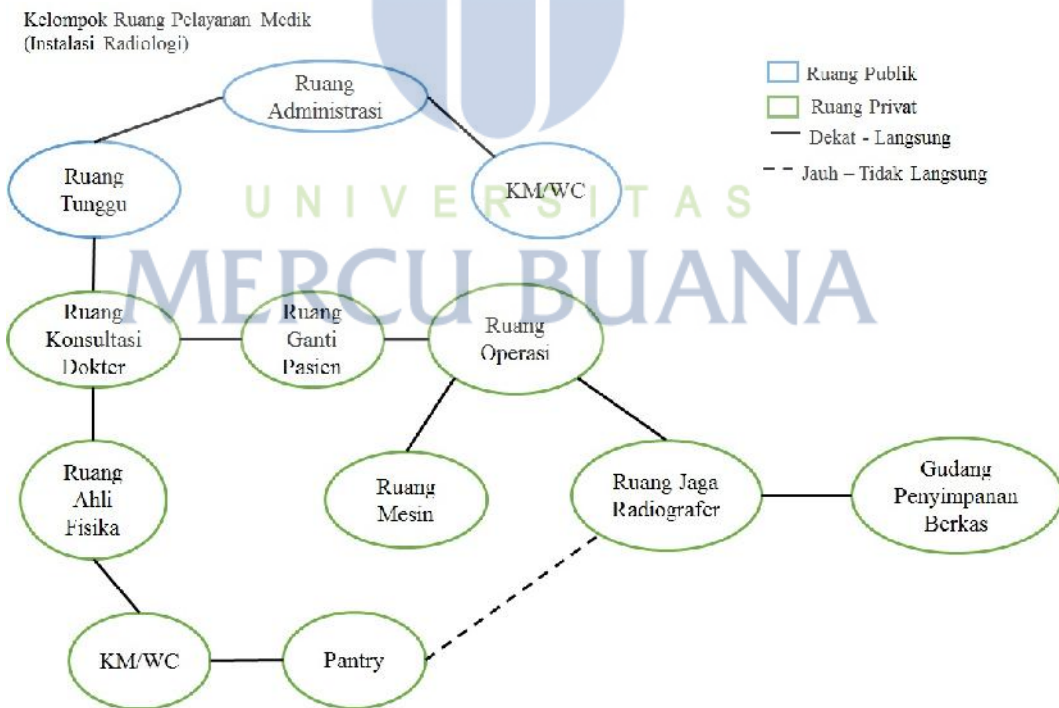 Kelompok Ruang Pelayanan Medik
(Instalasi Radiologi)
Ruang
Administrasi
Ruang Publik
Ruang Privat
Dekat - Langsung
Jauh – Tidak Langsung
Ruang
Tunggu
KM/WC
UNIVERSITAS
MERCU BUANA
Ruang
Konsultasi
Dokter
Ruang
Ganti
Pasien
Ruang
Operasi
Ruang
Ahli
Fisika
Ruang
Mesin
Ruang Jaga
Radiografer
Gudang
Penyimpanan
Berkas
KM/WC
Pantry